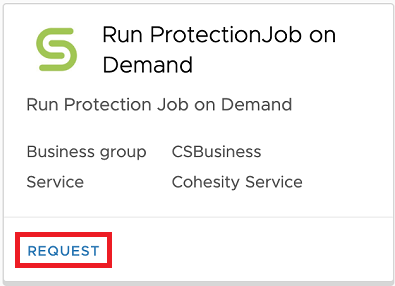 Run ProtectionJob on
Demand
Run Protection Job on Demand
Business group CSBusiness
Service Cohesity Service
REQUEST